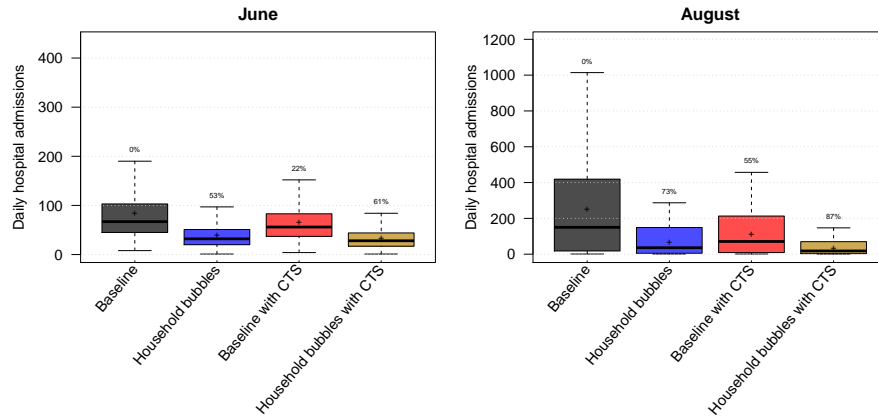 June
Daily hospital admissions
400
300
200
100
0
0%
53%
22%
61%
Baseline
Household bubbles
Baseline with CTS
Household bubbles with CTS
August
Daily hospital admissions
1200
1000
800
600
400
200
0
0%
73%
55%
87%
Baseline
Household bubbles
Baseline with CTS
Household bubbles with CTS